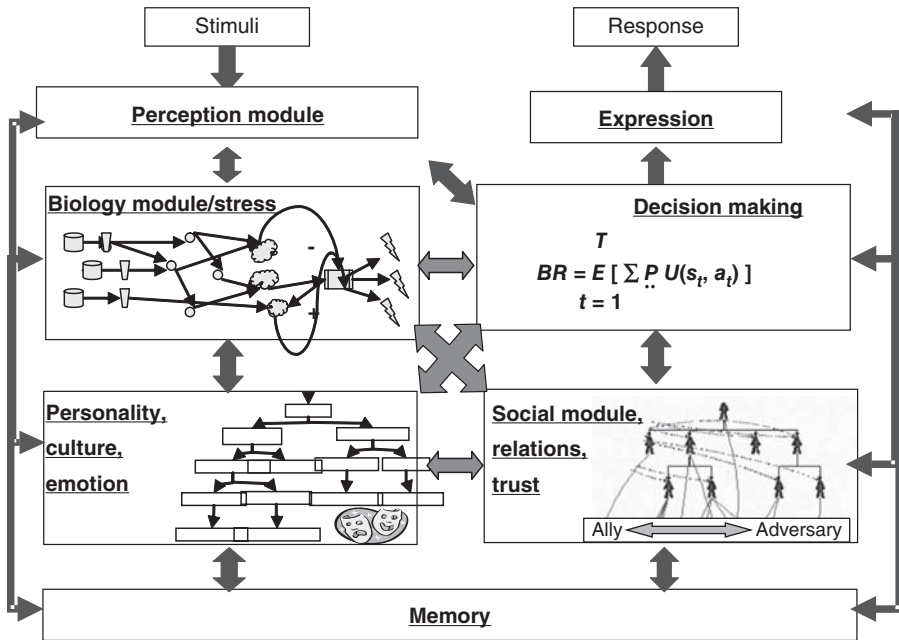 Stimuli
Response
Perception module
Expression
Biology module/stress
-
+
Decision making
T
BR = E [ ∑ P̤ U(sₜ, aₜ) ]
t = 1
Personality,
culture,
emotion
Social module,
relations,
trust
Ally
Adversary
Memory